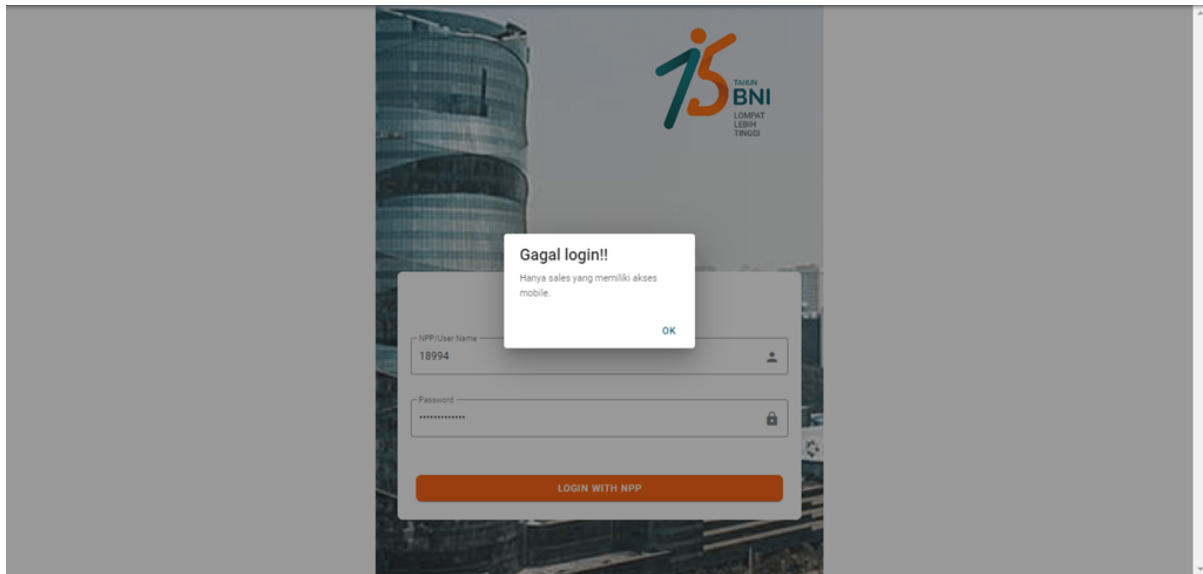 75
TAHUN
BNI
LOMPAT
LEBIH
TINGGI
Gagal login!!
Hanya sales yang memiliki akses
mobile.
OK
NPP/User Name
18994
Password
•••••••••••••
LOGIN WITH NPP